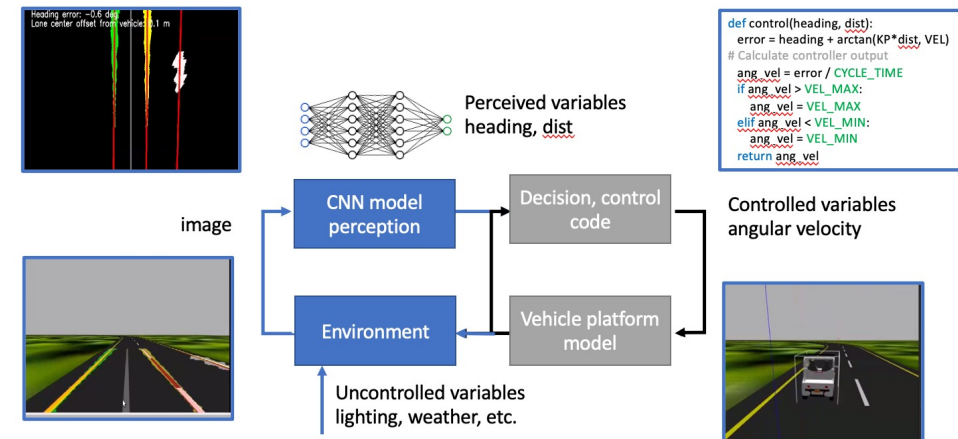 Heading error: -0.6 deg
Lane center offset from vehicle: 0.1 m
Perceived variables
heading, dist
def control(heading, dist):
error = heading + arctan(KP*dist, VEL)
# Calculate controller output
ang_vel = error / CYCLE_TIME
if ang_vel > VEL_MAX:
ang_vel = VEL_MAX
elif ang_vel < VEL_MIN:
ang_vel = VEL_MIN
return ang_vel
image
CNN model
perception
Decision, control
code
Controlled variables
angular velocity
Environment
Vehicle platform
model
Uncontrolled variables
lighting, weather, etc.